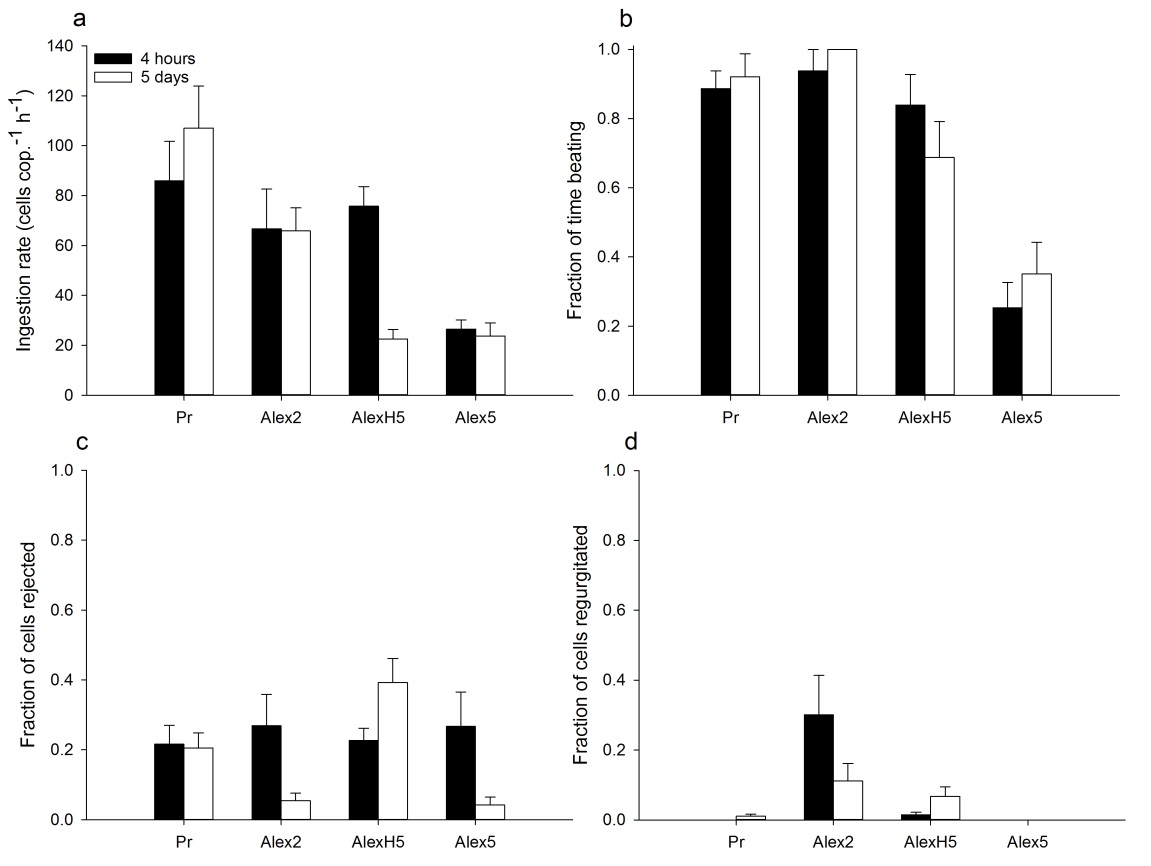 a
Ingestion rate (cells cop.-1 h-1)
140
120
100
80
60
40
20
0
4 hours
5 days
Pr Alex2 AlexH5 Alex5
b
Fraction of time beating
1.0
0.8
0.6
0.4
0.2
0.0
Pr Alex2 AlexH5 Alex5
c
Fraction of cells rejected
1.0
0.8
0.6
0.4
0.2
0.0
Pr Alex2 AlexH5 Alex5
d
Fraction of cells regurgitated
1.0
0.8
0.6
0.4
0.2
0.0
Pr Alex2 AlexH5 Alex5